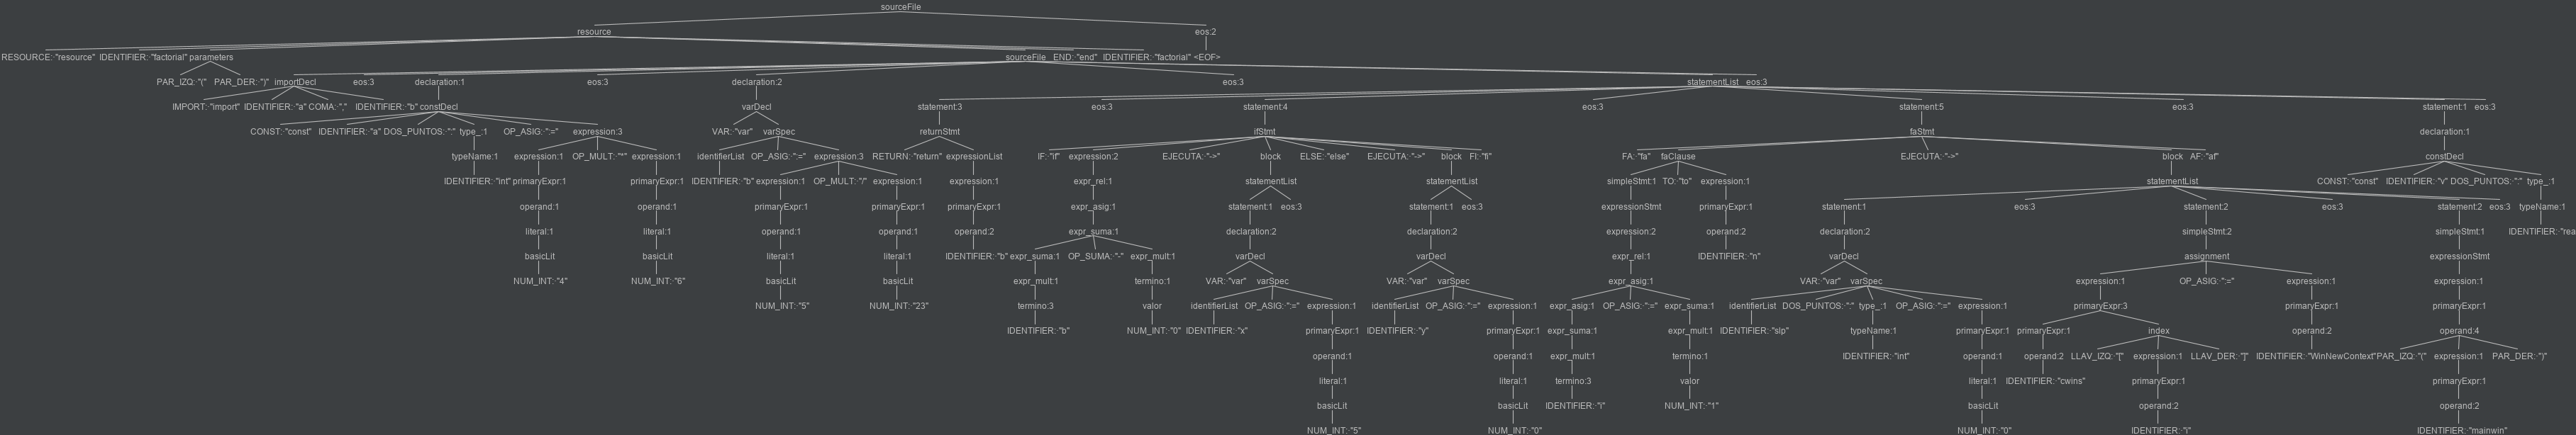 sourceFile
resource eos:2
RESOURCE:·"resource" IDENTIFIER:·"factorial" parameters sourceFile END:·"end" IDENTIFIER:·"factorial" <EOF>
PAR_IZQ:·"(" PAR_DER:·")" importDecl eos:3 declaration:1 eos:3 declaration:2 eos:3 statementList eos:3
IMPORT:·"import" IDENTIFIER:·"a" COMA:·"," IDENTIFIER:·"b" constDecl varDecl statement:3 eos:3 statement:4 eos:3 statement:5 eos:3 statement:1 eos:3
CONST:·"const" IDENTIFIER:·"a" DOS_PUNTOS:·":" type_:1 OP_ASIG:·":=" expression:3 VAR:·"var" varSpec returnStmt ifStmt faStmt declaration:1
typeName:1 expression:1 OP_MULT:·"*" expression:1 identifierList OP_ASIG:·":=" expression:3 RETURN:·"return" expressionList IF:·"if" expression:2 EJECUTA:·"->" block ELSE:·"else" EJECUTA:·"->" block FI:·"fi" FA:·"fa" faClause EJECUTA:·"->" block AF:·"af" constDecl
IDENTIFIER:·"int" primaryExpr:1 primaryExpr:1 IDENTIFIER:·"b" expression:1 OP_MULT:·"/" expression:1 expression:1 expr_rel:1 statementList statementList simpleStmt:1 TO:·"to" expression:1 statementList CONST:·"const" IDENTIFIER:·"v" DOS_PUNTOS:·":" type_:1
operand:1 operand:1 primaryExpr:1 primaryExpr:1 primaryExpr:1 expr_asig:1 statement:1 eos:3 statement:1 eos:3 expressionStmt primaryExpr:1 statement:1 eos:3 statement:2 eos:3 statement:2 eos:3 typeName:1
literal:1 literal:1 operand:1 operand:1 operand:2 expr_suma:1 declaration:2 declaration:2 expression:2 operand:2 declaration:2 simpleStmt:2 simpleStmt:1 IDENTIFIER:·"rea
basicLit basicLit literal:1 literal:1 IDENTIFIER:·"b" expr_suma:1 OP_SUMA:·"-" expr_mult:1 varDecl varDecl expr_rel:1 IDENTIFIER:·"n" varDecl assignment expressionStmt
NUM_INT:·"4" NUM_INT:·"6" basicLit basicLit expr_mult:1 termino:1 VAR:·"var" varSpec VAR:·"var" varSpec expr_asig:1 VAR:·"var" varSpec expression:1 OP_ASIG:·":=" expression:1 expression:1
NUM_INT:·"5" NUM_INT:·"23" termino:3 valor identifierList OP_ASIG:·":=" expression:1 identifierList OP_ASIG:·":=" expression:1 expr_asig:1 OP_ASIG:·":=" expr_suma:1 identifierList DOS_PUNTOS:·":" type_:1 OP_ASIG:·":=" expression:1 primaryExpr:3 primaryExpr:1 primaryExpr:1
IDENTIFIER:·"b" NUM_INT:·"0" IDENTIFIER:·"x" primaryExpr:1 IDENTIFIER:·"y" primaryExpr:1 expr_suma:1 expr_mult:1 IDENTIFIER:·"slp" typeName:1 primaryExpr:1 primaryExpr:1 index operand:2 operand:4
operand:1 operand:1 expr_mult:1 termino:1 IDENTIFIER:·"int" operand:1 operand:2 LLAV_IZQ:·"[" expression:1 LLAV_DER:·"]" IDENTIFIER:·"WinNewContext" PAR_IZQ:·"(" expression:1 PAR_DER:·")"
literal:1 literal:1 termino:3 valor literal:1 IDENTIFIER:·"cwins" primaryExpr:1 primaryExpr:1
basicLit basicLit IDENTIFIER:·"i" NUM_INT:·"1" basicLit operand:2 operand:2
NUM_INT:·"5" NUM_INT:·"0" NUM_INT:·"0" IDENTIFIER:·"i" IDENTIFIER:·"mainwin"